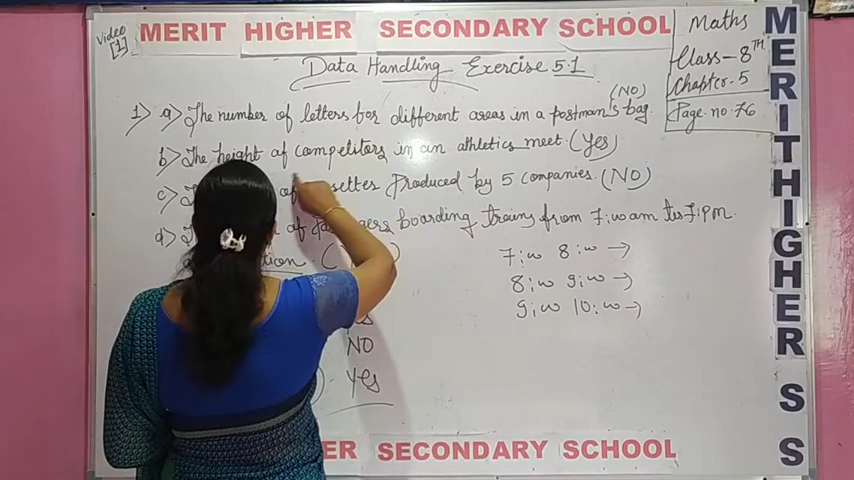 Video [1]
MERIT HIGHER SECONDARY SCHOOL
Maths
Class-8TH
Chapter.5
Page. no. 76
Data Handling Exercise 5.1
(NO)
1> a> The number of letters for different areas in a postman's bag.
b> The height of competitors in an athletics meet (Yes)
c> of Produced by 5 Companies. (NO)
d> of boarding trains from 7:00 am to 7:PM.
7:00 8:00 →
8:00 9:00 →
9:00 10:00 →
NO
Yes
SECONDARY SCHOOL
MERIT HIGHER S S